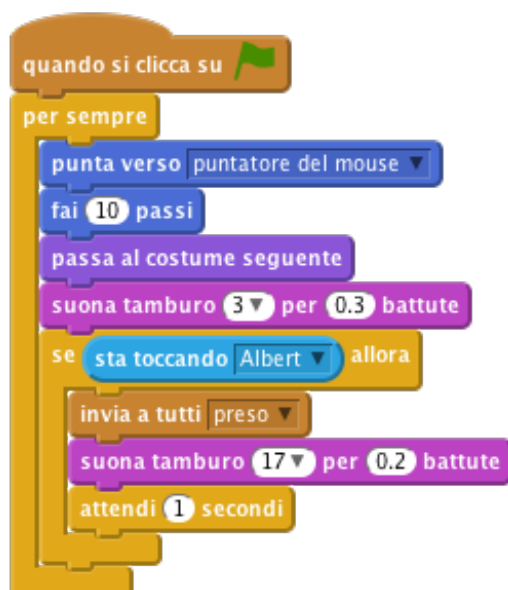 quando si clicca su
per sempre
punta verso puntatore del mouse
fai 10 passi
passa al costume seguente
suona tamburo 3 per 0.3 battute
se sta toccando Albert allora
invia a tutti preso
suona tamburo 17 per 0.2 battute
attendi 1 secondi